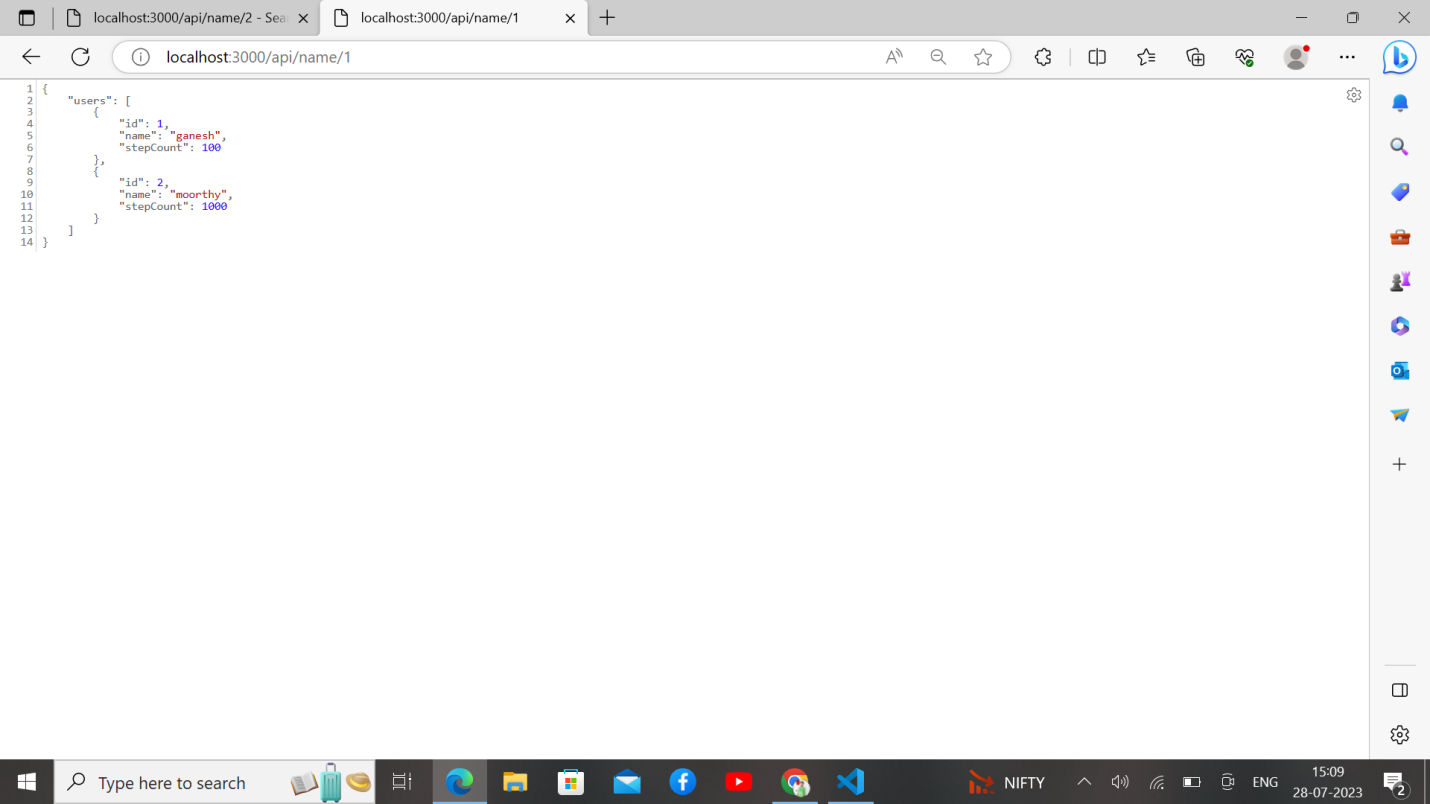 localhost:3000/api/name/2 - Sea
localhost:3000/api/name/1
localhost:3000/api/name/1
1 {
2     "users": [
3         {
4             "id": 1,
5             "name": "ganesh",
6             "stepCount": 100
7         },
8         {
9             "id": 2,
10             "name": "moorthy",
11             "stepCount": 1000
12         }
13     ]
14 }
Type here to search
NIFTY
ENG
15:09
28-07-2023
2